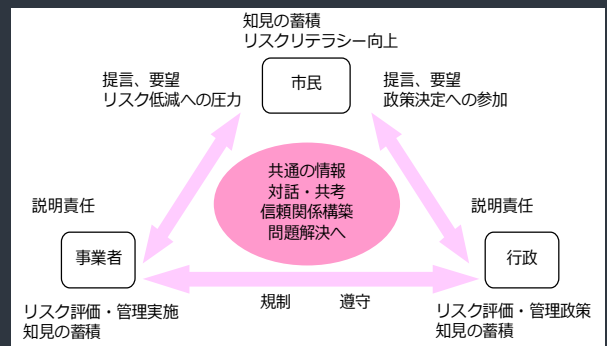 知見の蓄積
リスクリテラシー向上
市民
提言、要望
リスク低減への圧力
提言、要望
政策決定への参加
共通の情報
対話・共考
信頼関係構築
問題解決へ
説明責任
説明責任
事業者
行政
規制 遵守
リスク評価・管理実施
知見の蓄積
リスク評価・管理政策
知見の蓄積